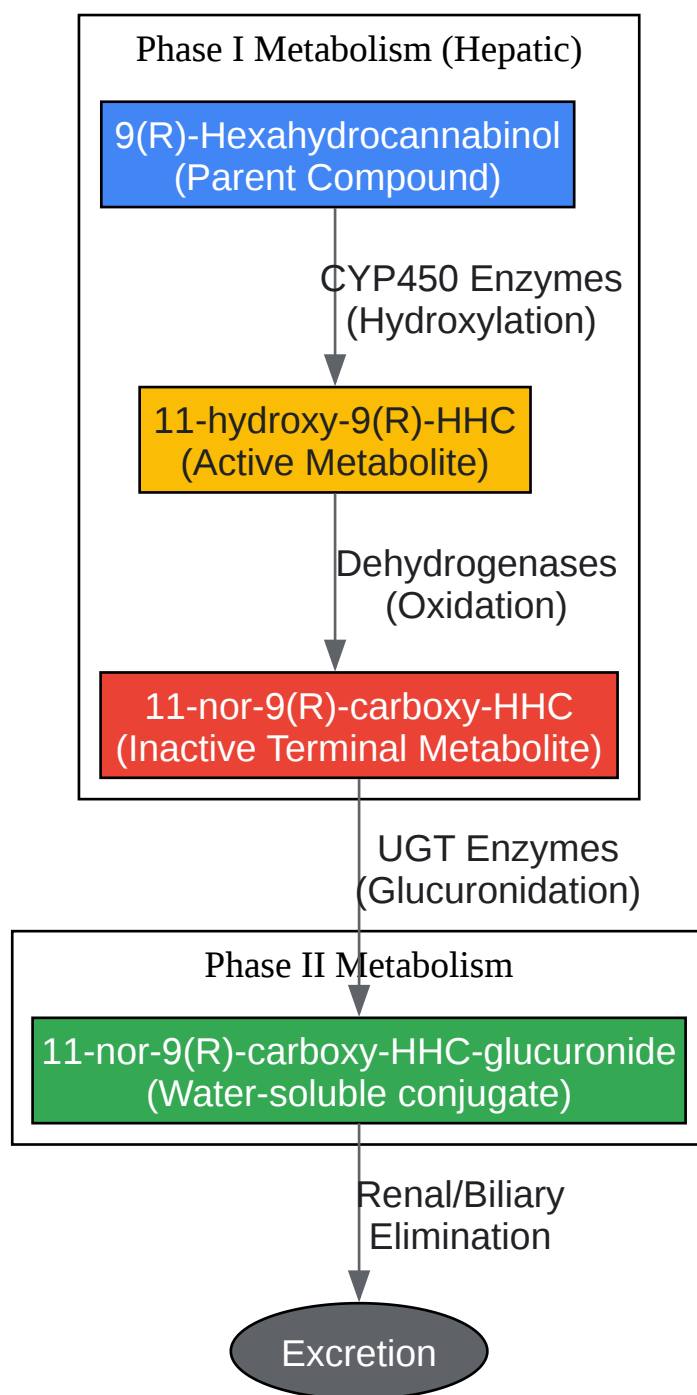 Phase I Metabolism (Hepatic)
9(R)-Hexahydrocannabinol
(Parent Compound)
CYP450 Enzymes
(Hydroxylation)
11-hydroxy-9(R)-HHC
(Active Metabolite)
Dehydrogenases
(Oxidation)
11-nor-9(R)-carboxy-HHC
(Inactive Terminal Metabolite)
UGT Enzymes
(Glucuronidation)
Phase II Metabolism
11-nor-9(R)-carboxy-HHC-glucuronide
(Water-soluble conjugate)
Renal/Biliary
Elimination
Excretion